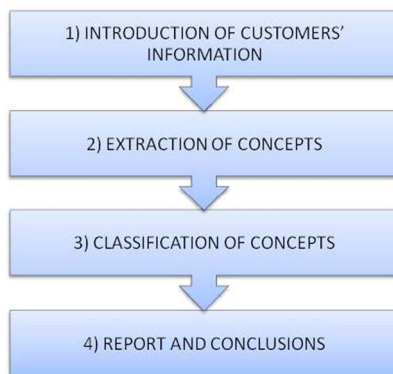 1) INTRODUCTION OF CUSTOMERS’
INFORMATION
2) EXTRACTION OF CONCEPTS
3) CLASSIFICATION OF CONCEPTS
4) REPORT AND CONCLUSIONS